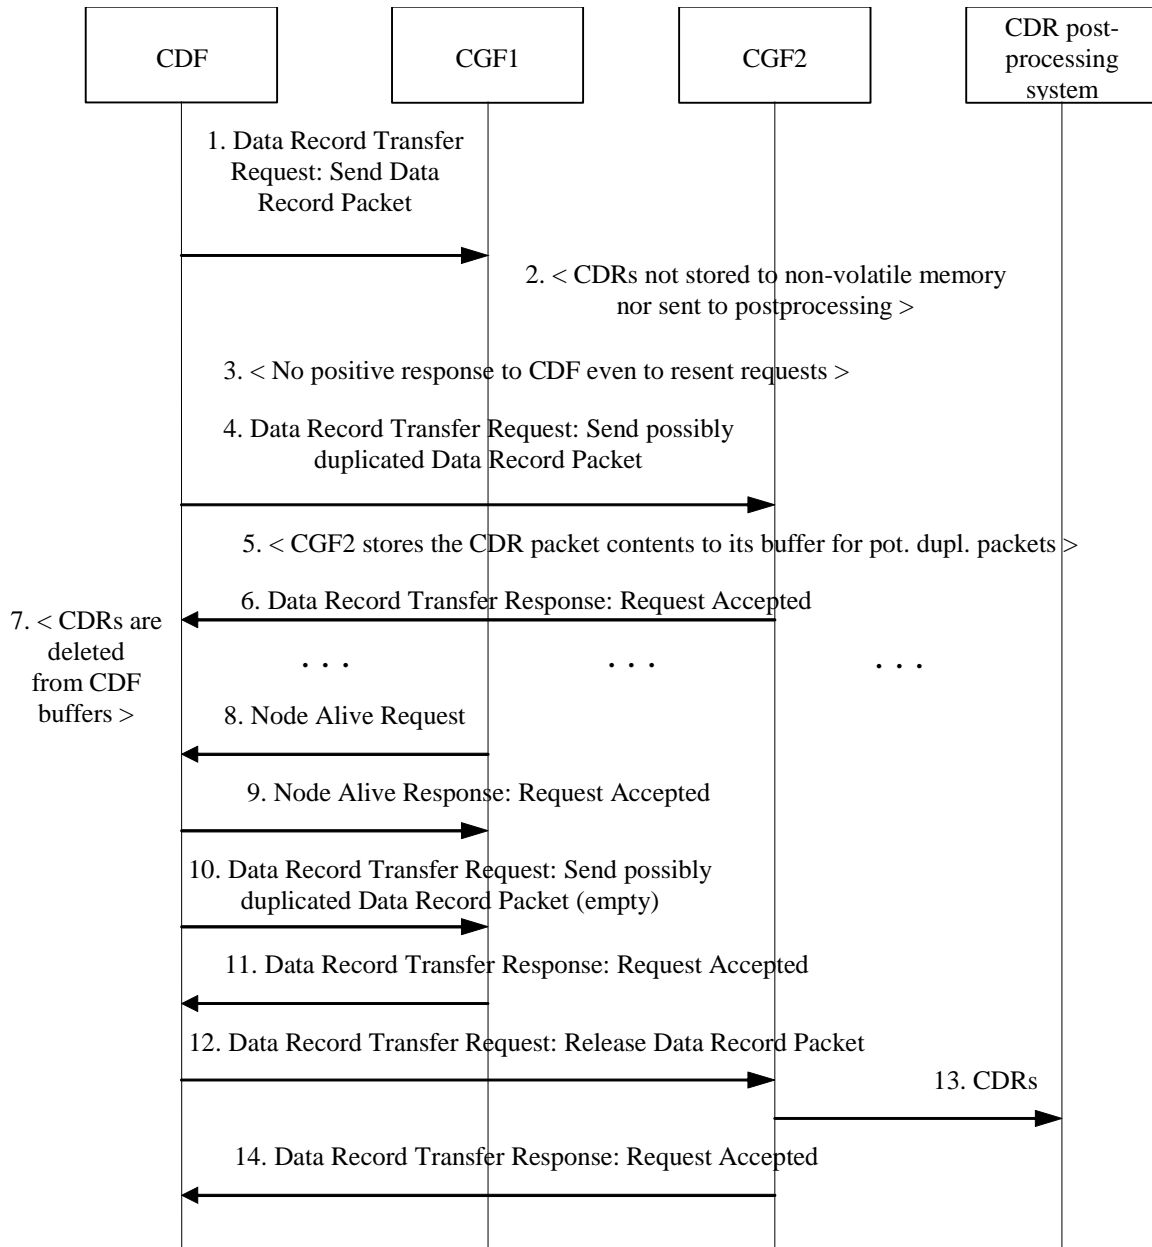 CDF
CGF1
CGF2
CDR post-
processing
system
1. Data Record Transfer
Request: Send Data
Record Packet
2. < CDRs not stored to non-volatile memory
nor sent to postprocessing >
3. < No positive response to CDF even to resent requests >
4. Data Record Transfer Request: Send possibly
duplicated Data Record Packet
5. < CGF2 stores the CDR packet contents to its buffer for pot. dupl. packets >
6. Data Record Transfer Response: Request Accepted
7. < CDRs are
deleted
from CDF
buffers >
. . .
. . .
. . .
8. Node Alive Request
9. Node Alive Response: Request Accepted
10. Data Record Transfer Request: Send possibly
duplicated Data Record Packet (empty)
11. Data Record Transfer Response: Request Accepted
12. Data Record Transfer Request: Release Data Record Packet
13. CDRs
14. Data Record Transfer Response: Request Accepted